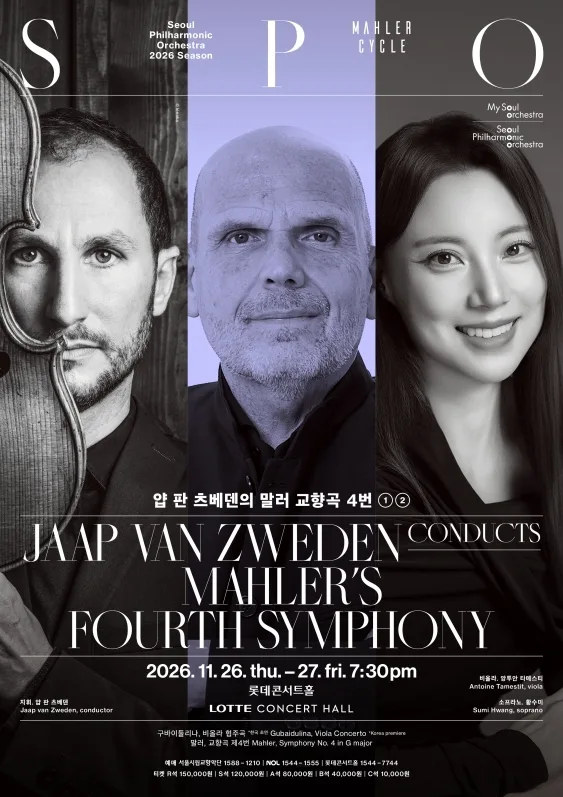 S P O
Seoul
Philharmonic
Orchestra
2026 Season
MAHLER
CYCLE
My Soul
orchestra
Seoul
Philharmonic
orchestra
얍 판 츠베덴의 말러 교향곡 4번 ①②
JAAP VAN ZWEDEN CONDUCTS
MAHLER'S
FOURTH SYMPHONY
2026. 11. 26. thu. – 27. fri. 7:30pm
롯데콘서트홀
LOTTE CONCERT HALL
지휘, 얍 판 츠베덴
Jaap van Zweden, conductor
비올라, 앙투안 타메스티
Antoine Tamestit, viola
소프라노, 황수미
Sumi Hwang, soprano
구바이둘리나, 비올라 협주곡 *한국 초연 Gubaidulina, Viola Concerto *Korea premiere
말러, 교향곡 제4번 Mahler, Symphony No. 4 in G major
예매 서울시립교향악단 1588 – 1210 | NOL 1544 – 1555 | 롯데콘서트홀 1544 – 7744
티켓 R석 150,000원 | S석 120,000원 | A석 80,000원 | B석 40,000원 | C석 10,000원